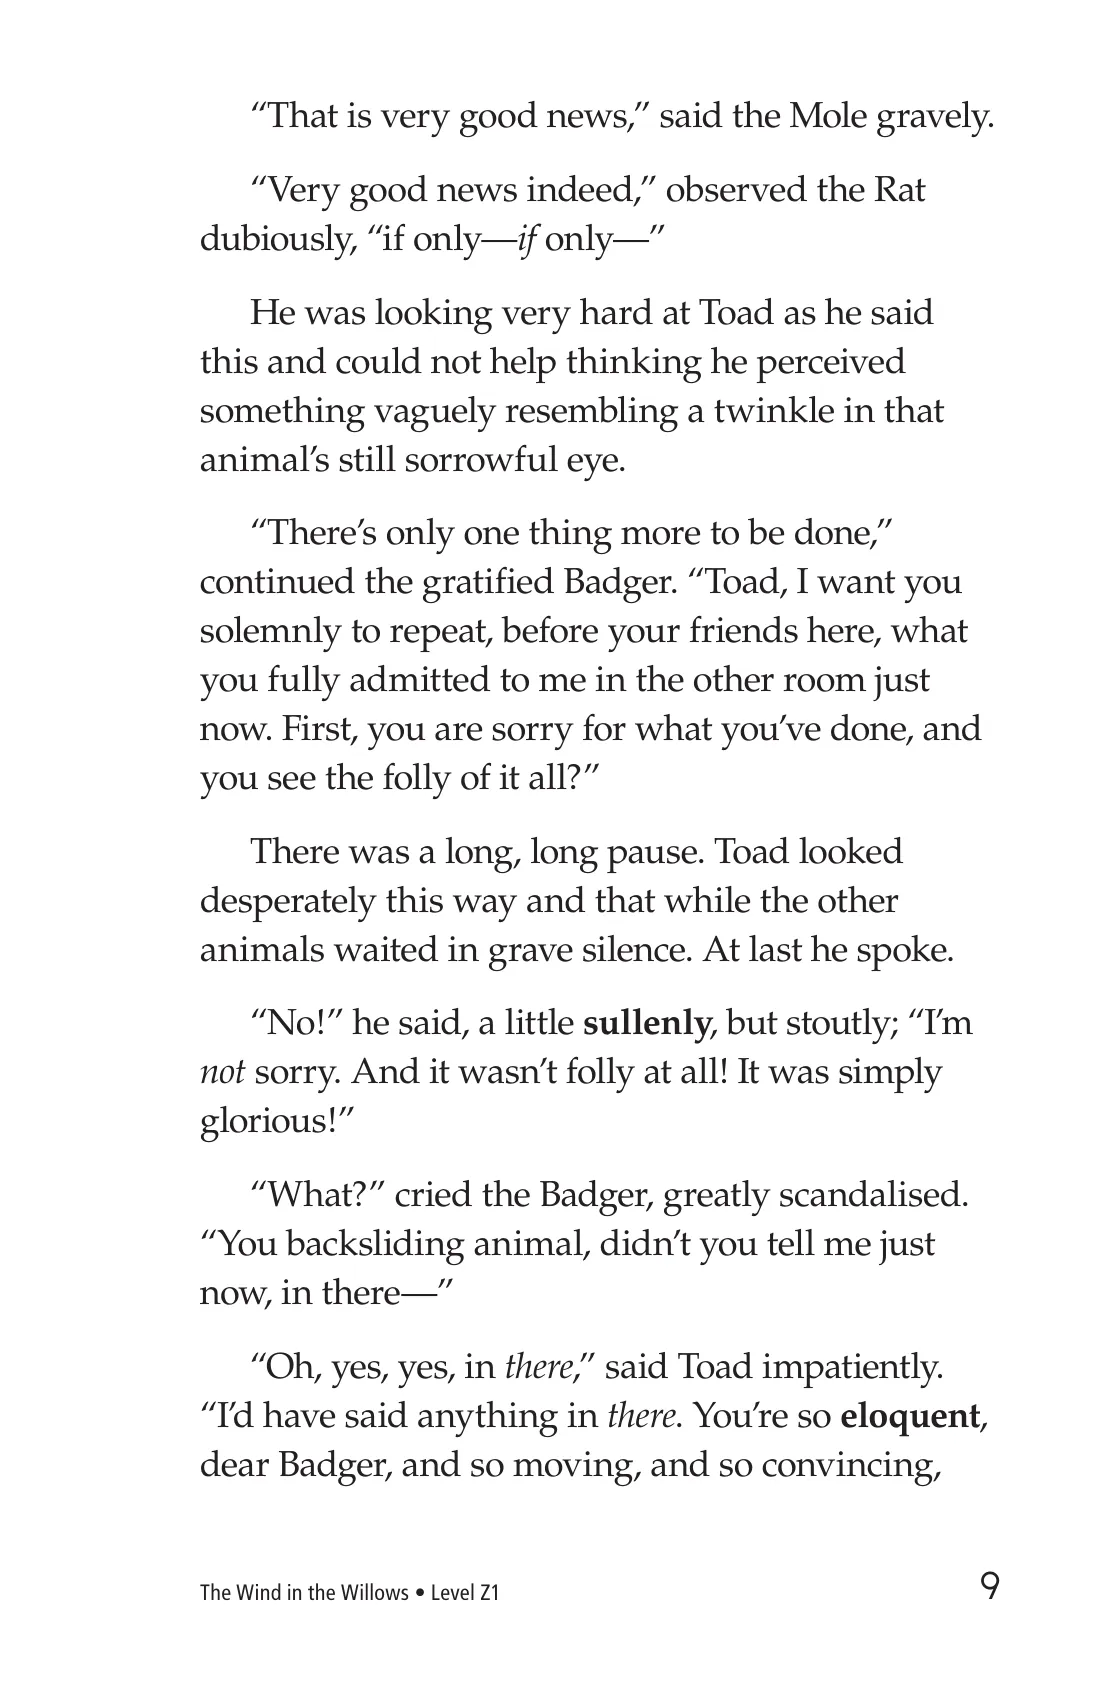 “That is very good news,” said the Mole gravely.
“Very good news indeed,” observed the Rat
dubiously, “if only—if only—”
He was looking very hard at Toad as he said
this and could not help thinking he perceived
something vaguely resembling a twinkle in that
animal’s still sorrowful eye.
“There’s only one thing more to be done,”
continued the gratified Badger. “Toad, I want you
solemnly to repeat, before your friends here, what
you fully admitted to me in the other room just
now. First, you are sorry for what you’ve done, and
you see the folly of it all?”
There was a long, long pause. Toad looked
desperately this way and that while the other
animals waited in grave silence. At last he spoke.
“No!” he said, a little sullenly, but stoutly; “I’m
not sorry. And it wasn’t folly at all! It was simply
glorious!”
“What?” cried the Badger, greatly scandalised.
“You backsliding animal, didn’t you tell me just
now, in there—”
“Oh, yes, yes, in there,” said Toad impatiently.
“I’d have said anything in there. You’re so eloquent,
dear Badger, and so moving, and so convincing,
The Wind in the Willows • Level Z1
9